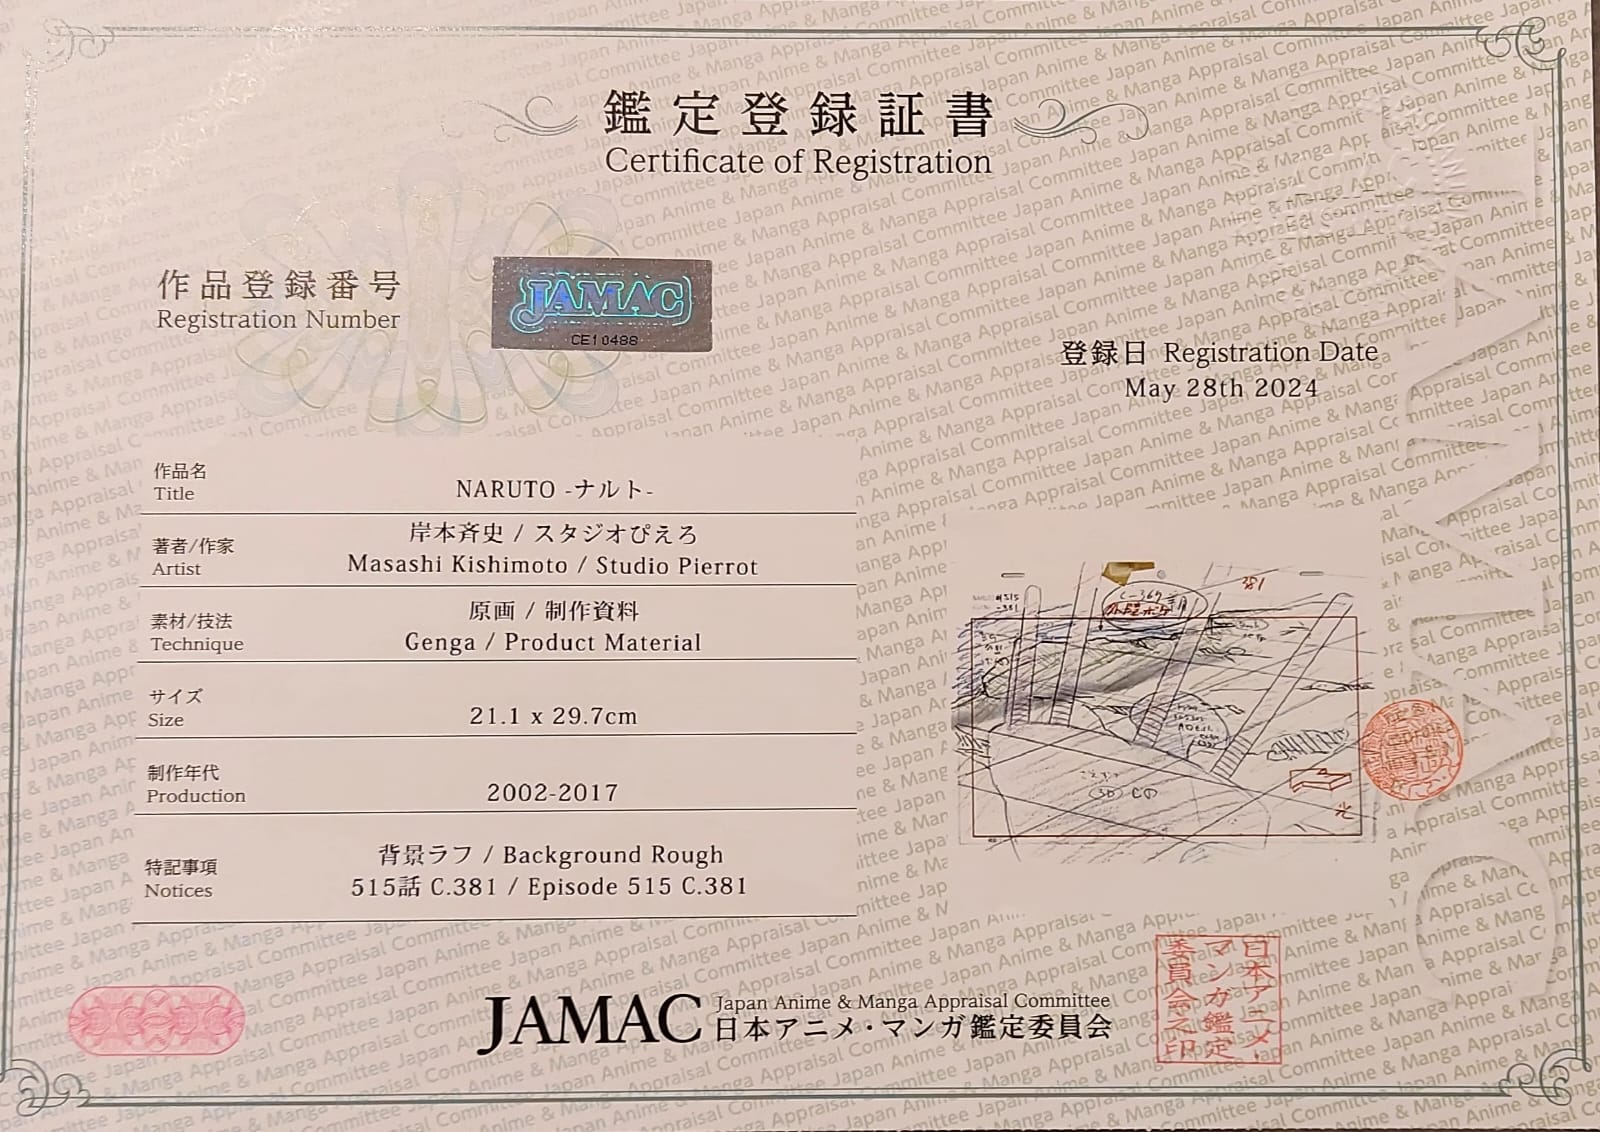 鑑定登録証書
Certificate of Registration
作品登録番号
Registration Number
JAMAC
CE10488
登録日 Registration Date
May 28th 2024
作品名
Title
NARUTO -ナルト-
著者/作家
Artist
岸本斉史 / スタジオぴえろ
Masashi Kishimoto / Studio Pierrot
素材/技法
Technique
原画 / 制作資料
Genga / Product Material
サイズ
Size
21.1 x 29.7cm
制作年代
Production
2002-2017
特記事項
Notices
背景ラフ / Background Rough
515話 C.381 / Episode 515 C.381
381
C-367
光
JAMAC
Japan Anime & Manga Appraisal Committee
日本アニメ・マンガ鑑定委員会
日本アニメ・
マンガ鑑定
委員会之印